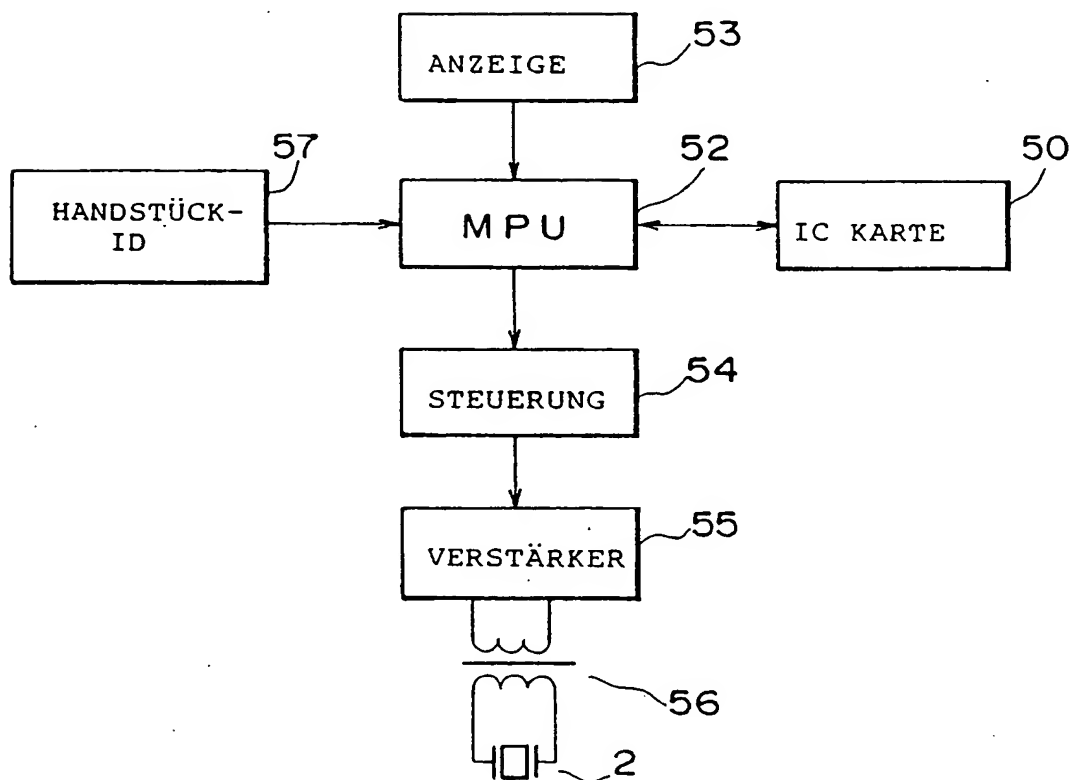 53
ANZEIGE
57
52
50
HANDSTÜCK-
ID
MPU
IC KARTE
54
STEUERUNG
55
VERSTÄRKER
56
2